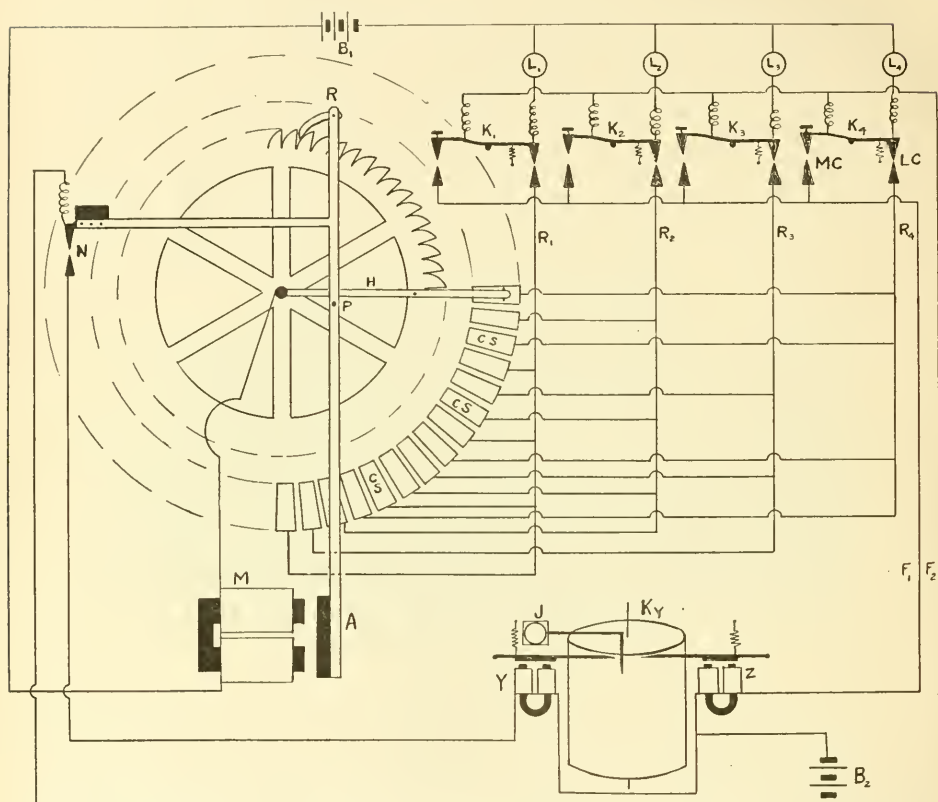 B₁
R
L₁ L₂ L₃ L₄
K₁ K₂ K₃ K₄
MC LC
N
R₁ R₂ R₃ R₄
H
P
CS
CS
CS
F₁ F₂
M
A
J
KY
Y
Z
B₂